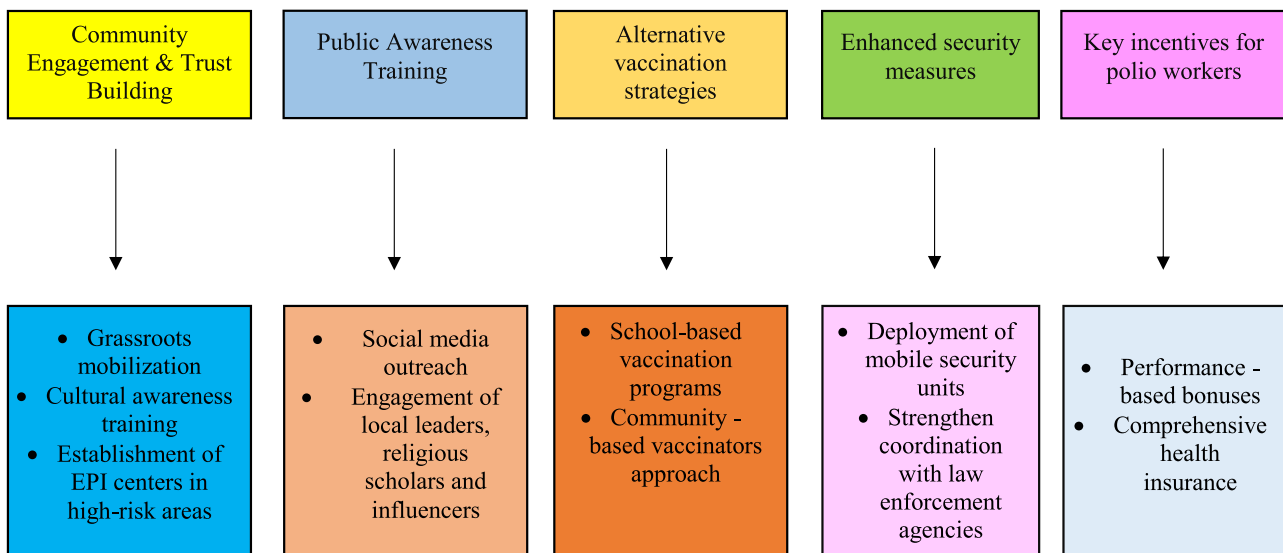 Community
Engagement & Trust
Building
Public Awareness
Training
Alternative
vaccination
strategies
Enhanced security
measures
Key incentives for
polio workers
● Grassroots
mobilization
● Cultural awareness
training
● Establishment of
EPI centers in
high-risk areas
● Social media
outreach
● Engagement of
local leaders,
religious
scholars and
influencers
● School-based
vaccination
programs
● Community -
based vaccinators
approach
● Deployment of
mobile security
units
● Strengthen
coordination
with law
enforcement
agencies
● Performance -
based bonuses
● Comprehensive
health
insurance